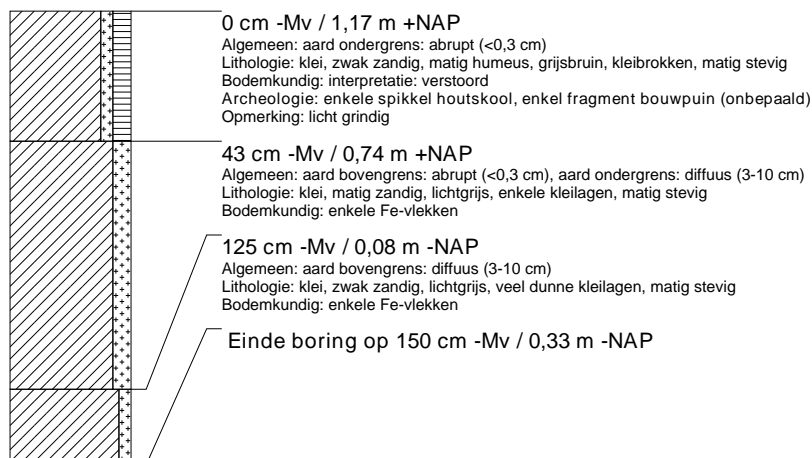 0 cm -Mv / 1,17 m +NAP
Algemeen: aard ondergrens: abrupt (<0,3 cm)
Lithologie: klei, zwak zandig, matig humeus, grijsbruin, kleibrokken, matig stevig
Bodemkundig: interpretatie: verstoord
Archeologie: enkele spikkel houtskool, enkel fragment bouwpuin (onbepaald)
Opmerking: licht grindig
43 cm -Mv / 0,74 m +NAP
Algemeen: aard bovengrens: abrupt (<0,3 cm), aard ondergrens: diffuus (3-10 cm)
Lithologie: klei, matig zandig, lichtgrijs, enkele kleilagen, matig stevig
Bodemkundig: enkele Fe-vlekken
125 cm -Mv / 0,08 m -NAP
Algemeen: aard bovengrens: diffuus (3-10 cm)
Lithologie: klei, zwak zandig, lichtgrijs, veel dunne kleilagen, matig stevig
Bodemkundig: enkele Fe-vlekken
Einde boring op 150 cm -Mv / 0,33 m -NAP